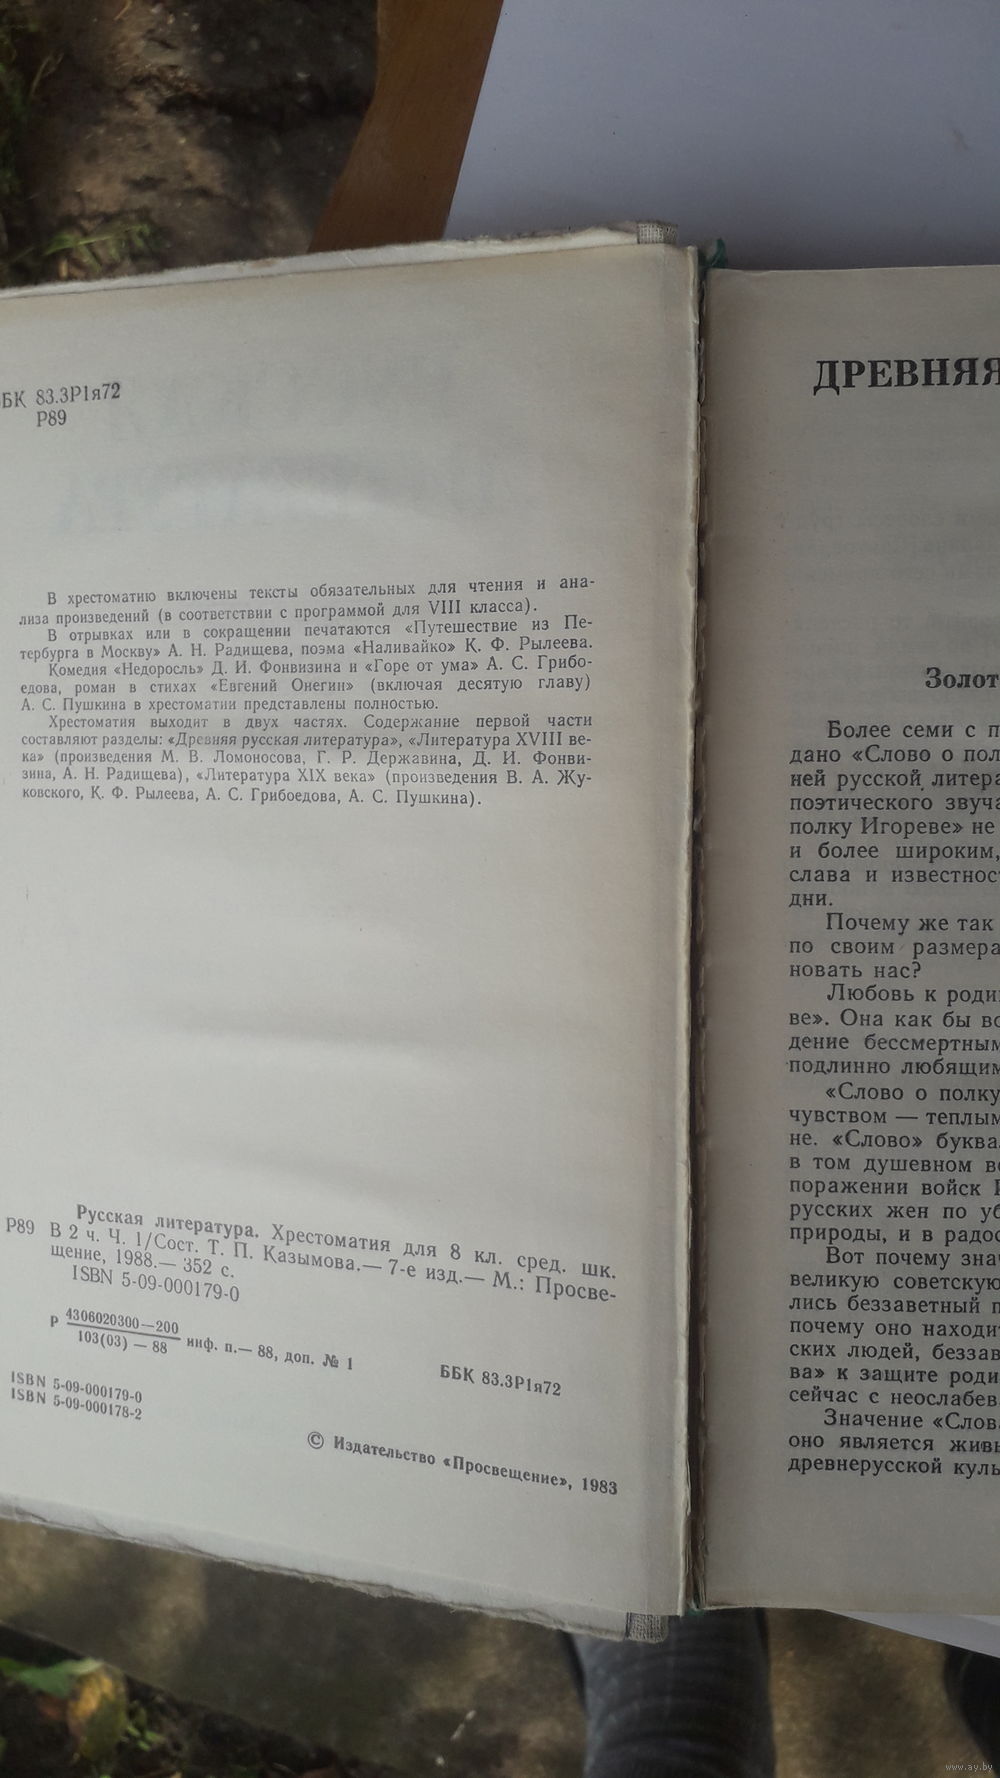 ББК 83.3Р1я72
Р89
В хрестоматию включены тексты обязательных для чтения и ана-
лиза произведений (в соответствии с программой для VIII класса).
В отрывках или в сокращении печатаются «Путешествие из Пе-
тербурга в Москву» А. Н. Радищева, поэма «Наливайко» К. Ф. Рылеева.
Комедия «Недоросль» Д. И. Фонвизина и «Горе от ума» А. С. Грибо-
едова, роман в стихах «Евгений Онегин» (включая десятую главу)
А. С. Пушкина в хрестоматии представлены полностью.
Хрестоматия выходит в двух частях. Содержание первой части
составляют разделы: «Древняя русская литература», «Литература XVIII ве-
ка» (произведения М. В. Ломоносова, Г. Р. Державина, Д. И. Фонви-
зина, А. Н. Радищева), «Литература XIX века» (произведения В. А. Жу-
ковского, К. Ф. Рылеева, А. С. Грибоедова, А. С. Пушкина).
Русская литература. Хрестоматия для 8 кл. сред. шк.
Р89 В 2 ч. Ч. 1/Сост. Т. П. Казымова.— 7-е изд.— М.: Просве-
щение, 1988.— 352 с.
ISBN 5-09-000179-0
Р 4306020300—200
103(03) — 88 инф. п.— 88, доп. № 1
ББК 83.3Р1я72
ISBN 5-09-000179-0
ISBN 5-09-000178-2
© Издательство «Просвещение», 1983
ДРЕВНЯЯ
Золот
Более семи с п
дано «Слово о пол
ней русской литера
поэтического звуча
полку Игореве» не
и более широким,
слава и известнос
дни.
Почему же так
по своим размера
новать нас?
Любовь к роди
ве». Она как бы во
дение бессмертным
подлинно любящим
«Слово о полку
чувством — теплым
не. «Слово» буква
в том душевном во
поражении войск И
русских жен по уб
природы, и в радос
Вот почему знач
великую советскую
лись беззаветный п
почему оно находи
ских людей, беззав
ва» к защите роди
сейчас с неослабев
Значение «Слов
оно является живы
древнерусской куль
www.ay.by